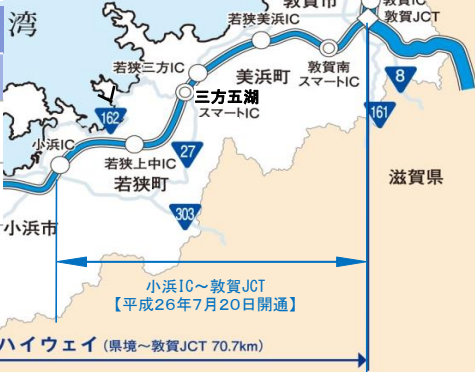 湾
敦賀市
敦賀IC
敦賀JCT
若狭美浜IC
若狭三方IC
美浜町
敦賀南
スマートIC
8
三方五湖
スマートIC
162
161
小浜IC
若狭上中IC
27
若狭町
滋賀県
303
小浜市
小浜IC～敦賀JCT
【平成26年7月20日開通】
ハイウェイ（県境～敦賀JCT 70.7km）